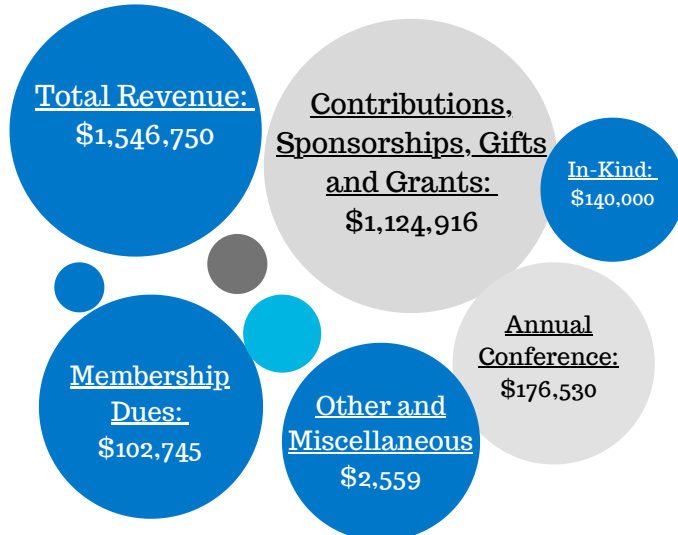 Total Revenue:
$1,546,750
Contributions,
Sponsorships, Gifts
and Grants:
$1,124,916
In-Kind:
$140,000
Membership
Dues:
$102,745
Other and
Miscellaneous
$2,559
Annual
Conference:
$176,530